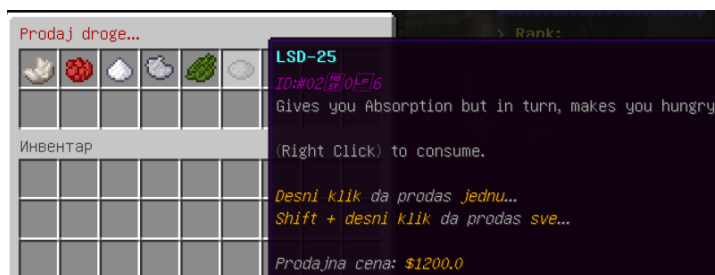 Prodaj droge...
> Rank:
LSD-25
Gives you Absorption but in turn, makes you hungry
Инвентар
(Right Click) to consume.
Desni klik da prodas jednu...
Shift + desni klik da prodas sve...
Prodajna cena: $1200.0